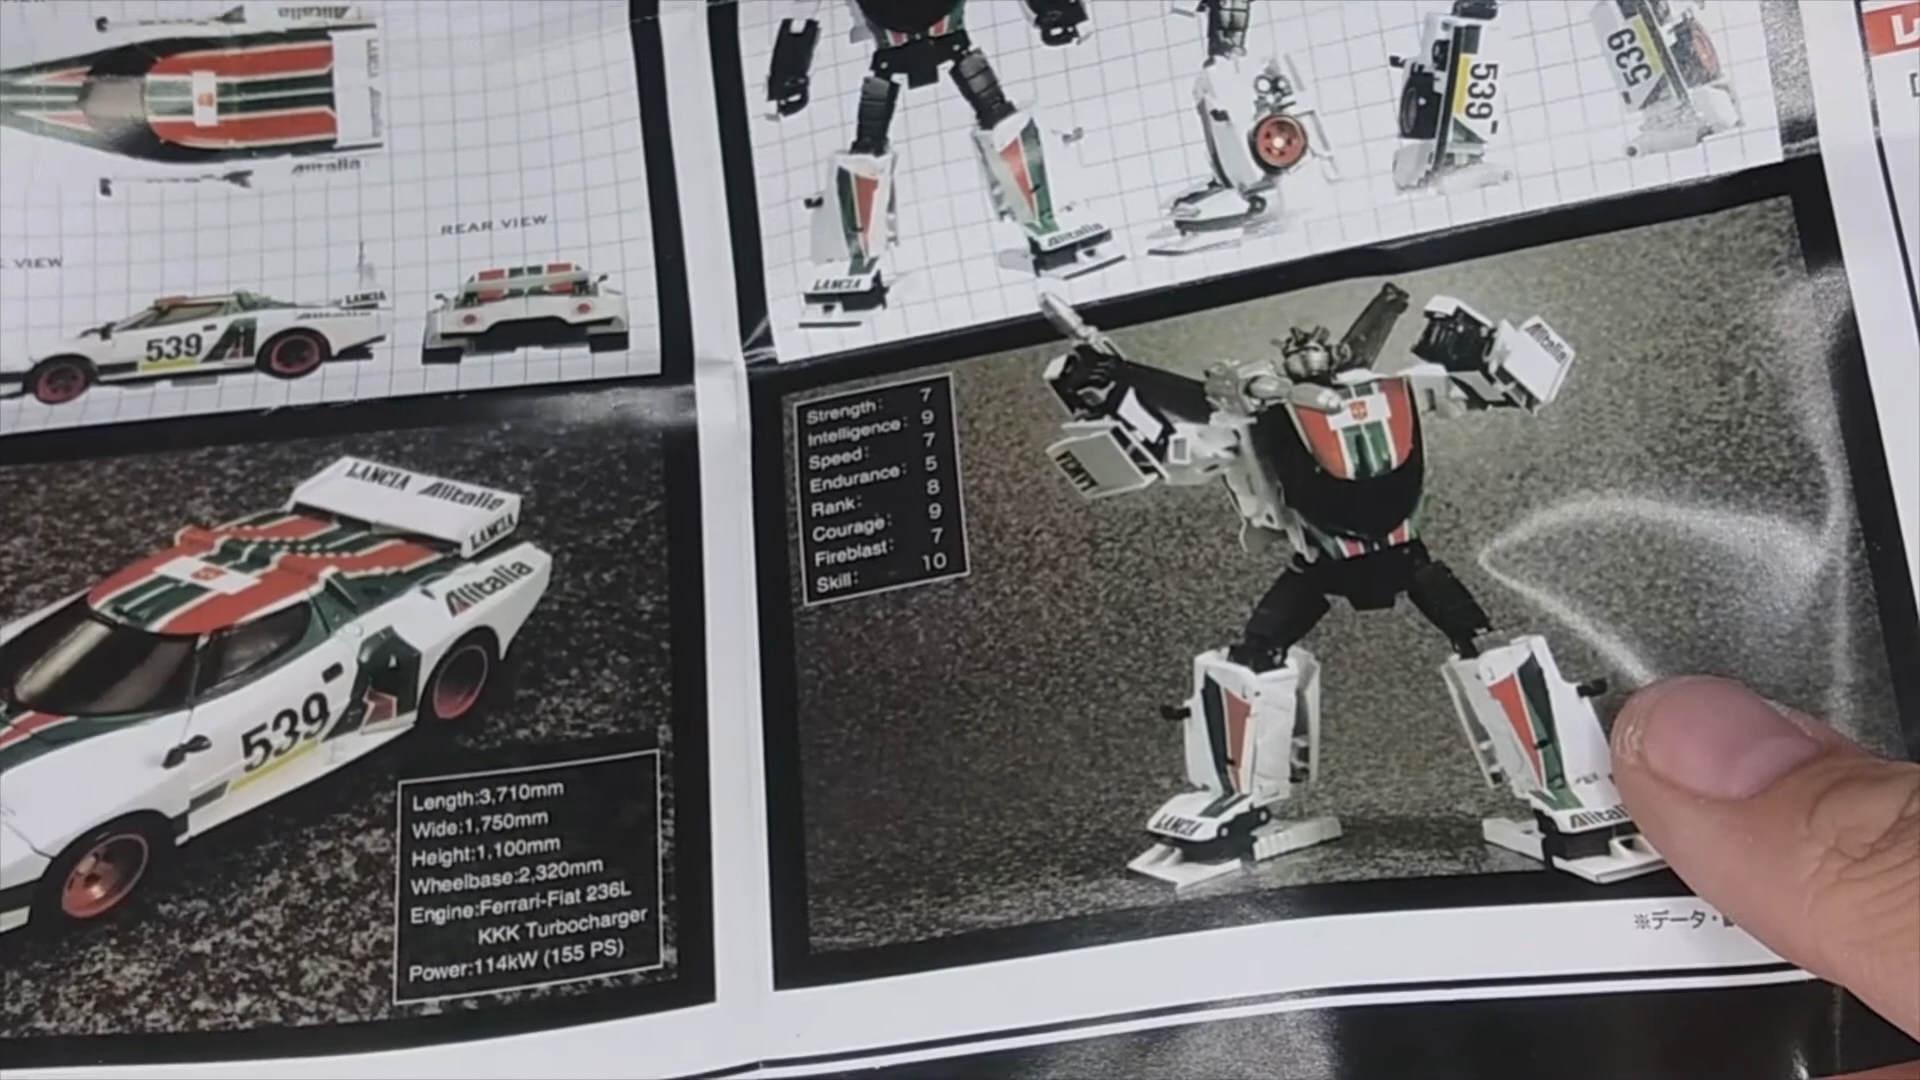 Alitalia
REAR VIEW
VIEW
LANCIA
539
539
539
LANCIA
Alitalia
LANCIA Alitalia
LANCIA
Alitalia
539
Length:3,710mm
Wide:1,750mm
Height:1,100mm
Wheelbase:2,320mm
Engine:Ferrari-Fiat 236L
KKK Turbocharger
Power:114kW (155 PS)
Strength: 7
Intelligence: 9
Speed: 7
Endurance: 5
Rank: 8
Courage: 9
Fireblast: 7
Skill: 10
Alitalia
LANCIA
LANCIA
※データ・